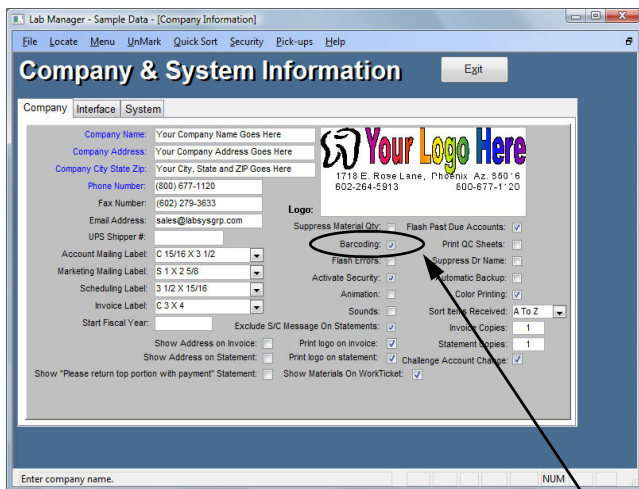 Lab Manager - Sample Data - [Company Information]
File Locate Menu UnMark Quick Sort Security Pick-ups Help
Company & System Information Exit
Company Interface System
Company Name: Your Company Name Goes Here
Company Address: Your Company Address Goes Here
Company City State Zip: Your City, State and ZIP Goes Here
Phone Number: (800) 677-1120
Fax Number: (602) 279-3633
Email Address: sales@labsysgrp.com
UPS Shipper #:
Account Mailing Label: C 15/16 X 3 1/2
Marketing Mailing Label: S 1 X 2 5/8
Scheduling Label: 3 1/2 X 15/16
Invoice Label: C 3 X 4
Start Fiscal Year:
Your Logo Here
1718 E. Rose Lane, Phoenix Az. 85016
602-264-5913 600-677-1120
Logo:
Suppress Material Qty: Flash Past Due Accounts:
Barcoding: Print QC Sheets:
Flash Errors: Suppress Dr Name:
Activate Security: Automatic Backup:
Animation: Color Printing:
Sounds: Sort Items Received: A To Z
Exclude S/C Message On Statements: Invoice Copies: 1
Show Address on Invoice: Print logo on invoice: Statement Copies: 1
Show Address on Statement: Print logo on statement: Challenge Account Change:
Show "Please return top portion with payment" Statement: Show Materials On WorkTicket:
Enter company name. NUM